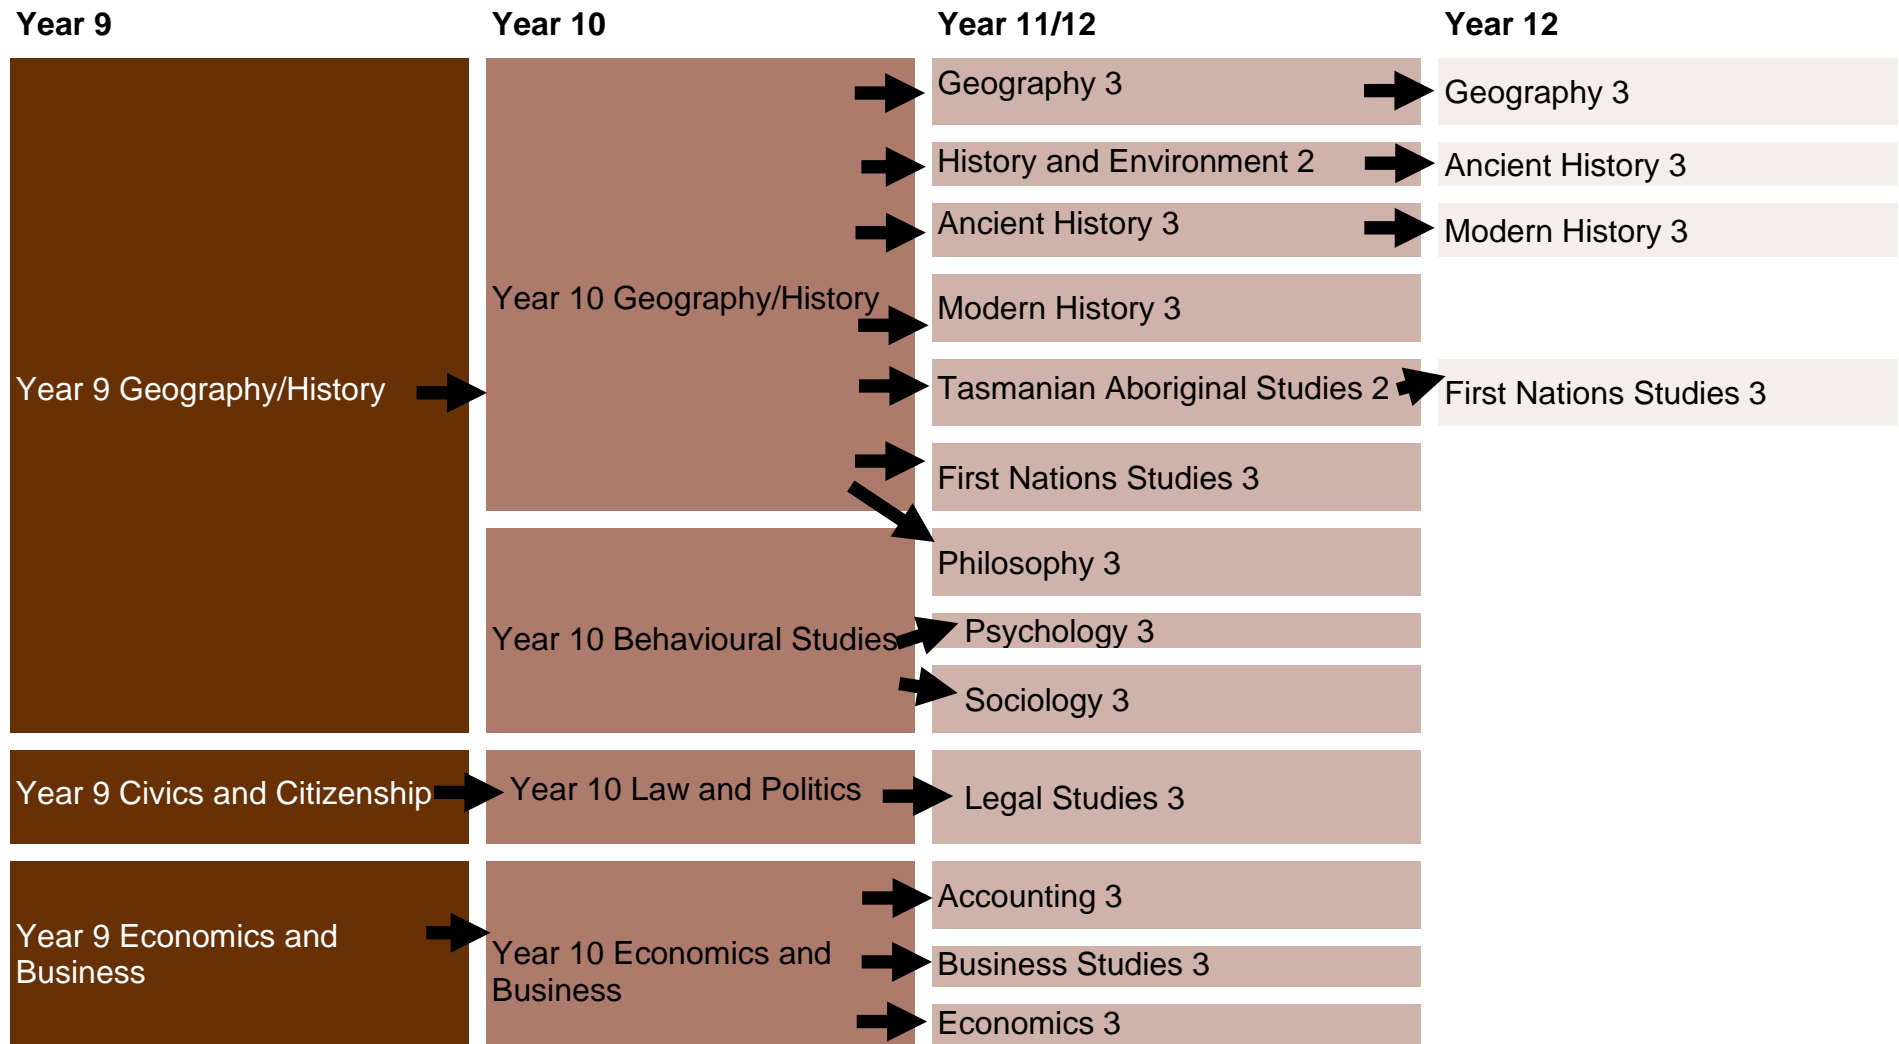 Year 9
Year 10
Year 11/12
Year 12
Year 9 Geography/History
Year 10 Geography/History
Geography 3
Geography 3
History and Environment 2
Ancient History 3
Ancient History 3
Modern History 3
Modern History 3
Tasmanian Aboriginal Studies 2
First Nations Studies 3
First Nations Studies 3
Philosophy 3
Year 10 Behavioural Studies
Psychology 3
Sociology 3
Year 9 Civics and Citizenship
Year 10 Law and Politics
Legal Studies 3
Year 9 Economics and
Business
Year 10 Economics and
Business
Accounting 3
Business Studies 3
Economics 3